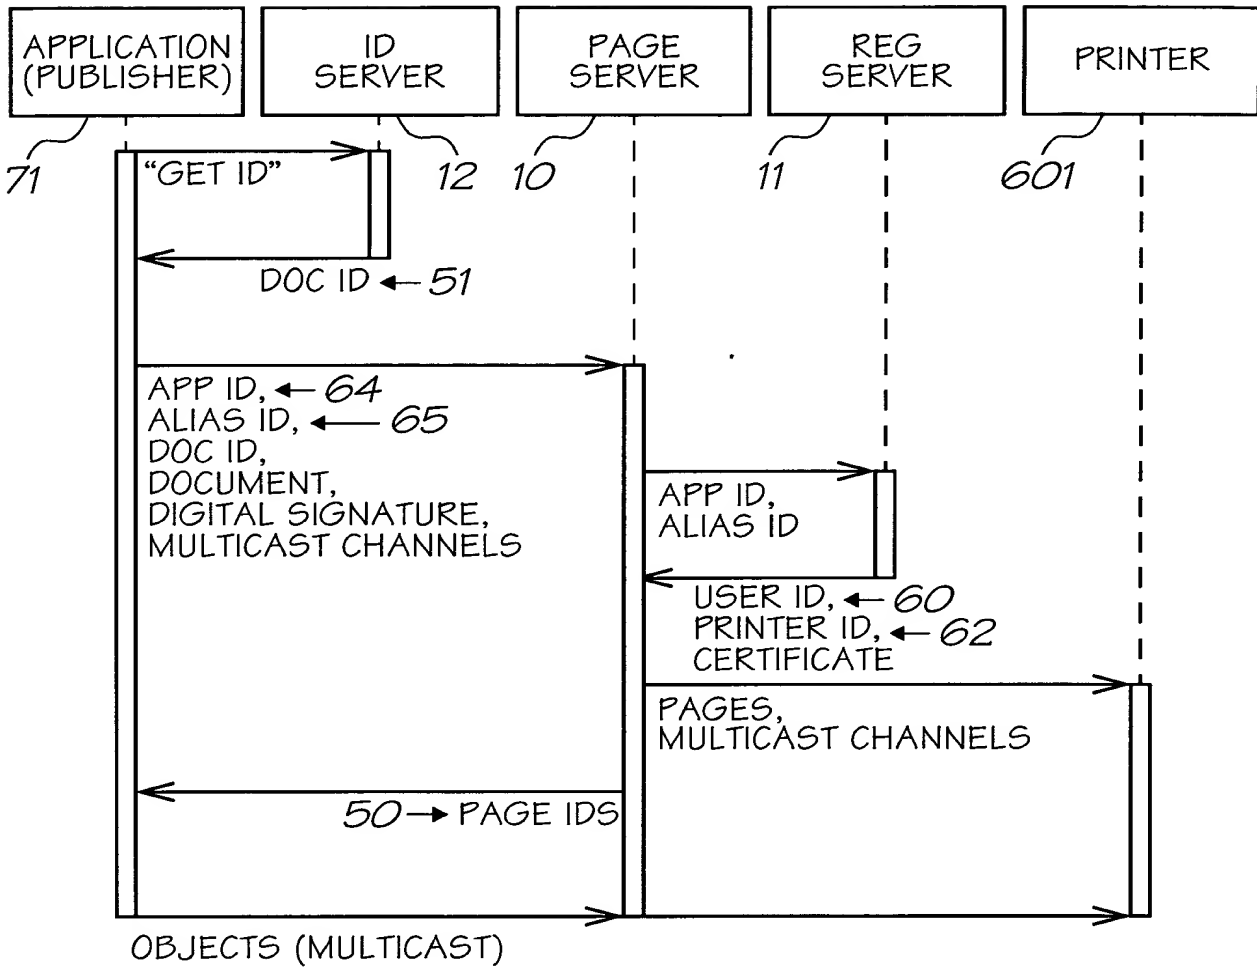 APPLICATION
(PUBLISHER)
ID
SERVER
PAGE
SERVER
REG
SERVER
PRINTER
71
12
10
11
601
“GET ID”
DOC ID 51
APP ID, 64
ALIAS ID, 65
DOC ID,
DOCUMENT,
DIGITAL SIGNATURE,
MULTICAST CHANNELS
APP ID,
ALIAS ID
USER ID, 60
PRINTER ID, 62
CERTIFICATE
PAGES,
MULTICAST CHANNELS
50 PAGE IDS
OBJECTS (MULTICAST)